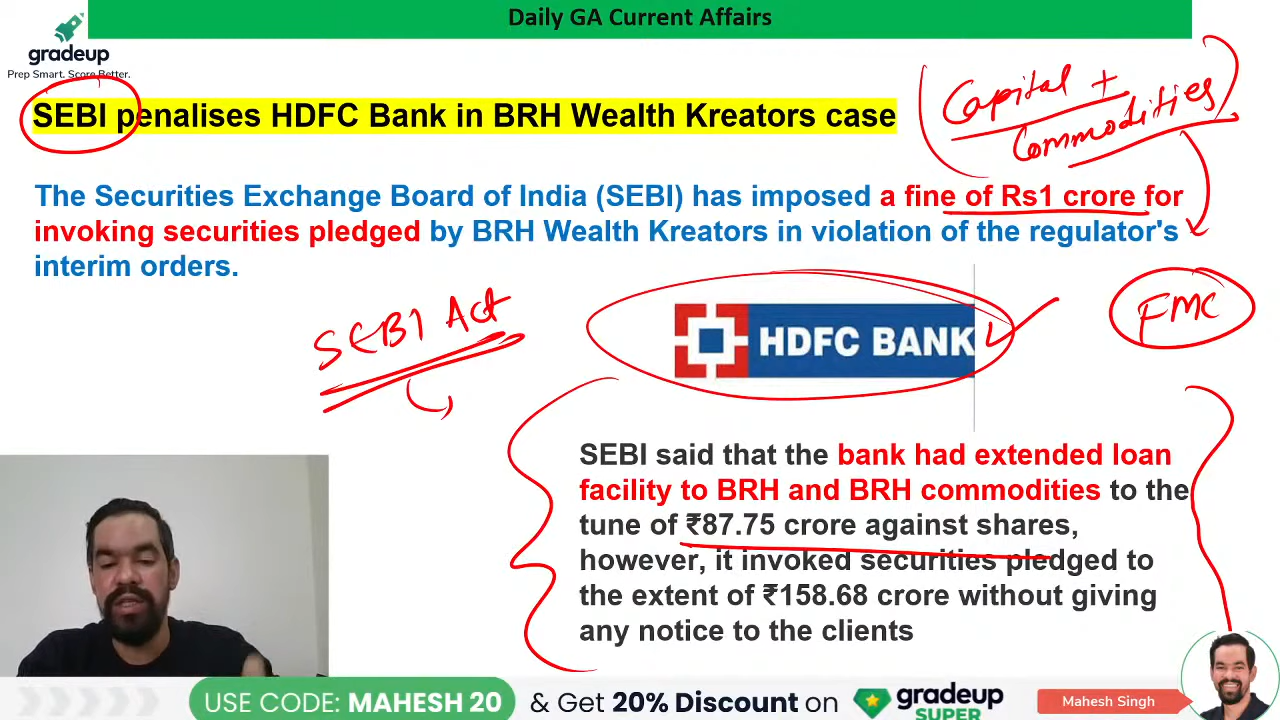 Daily GA Current Affairs
gradeup
Prep Smart. Score Better.
SEBI penalises HDFC Bank in BRH Wealth Kreators case
Capital +
Commodities
The Securities Exchange Board of India (SEBI) has imposed a fine of Rs1 crore for
invoking securities pledged by BRH Wealth Kreators in violation of the regulator's
interim orders.
SEBI Act
HDFC BANK
FMC
SEBI said that the bank had extended loan
facility to BRH and BRH commodities to the
tune of ₹87.75 crore against shares,
however, it invoked securities pledged to
the extent of ₹158.68 crore without giving
any notice to the clients
USE CODE: MAHESH 20 & Get 20% Discount on gradeup
SUPER
Mahesh Singh